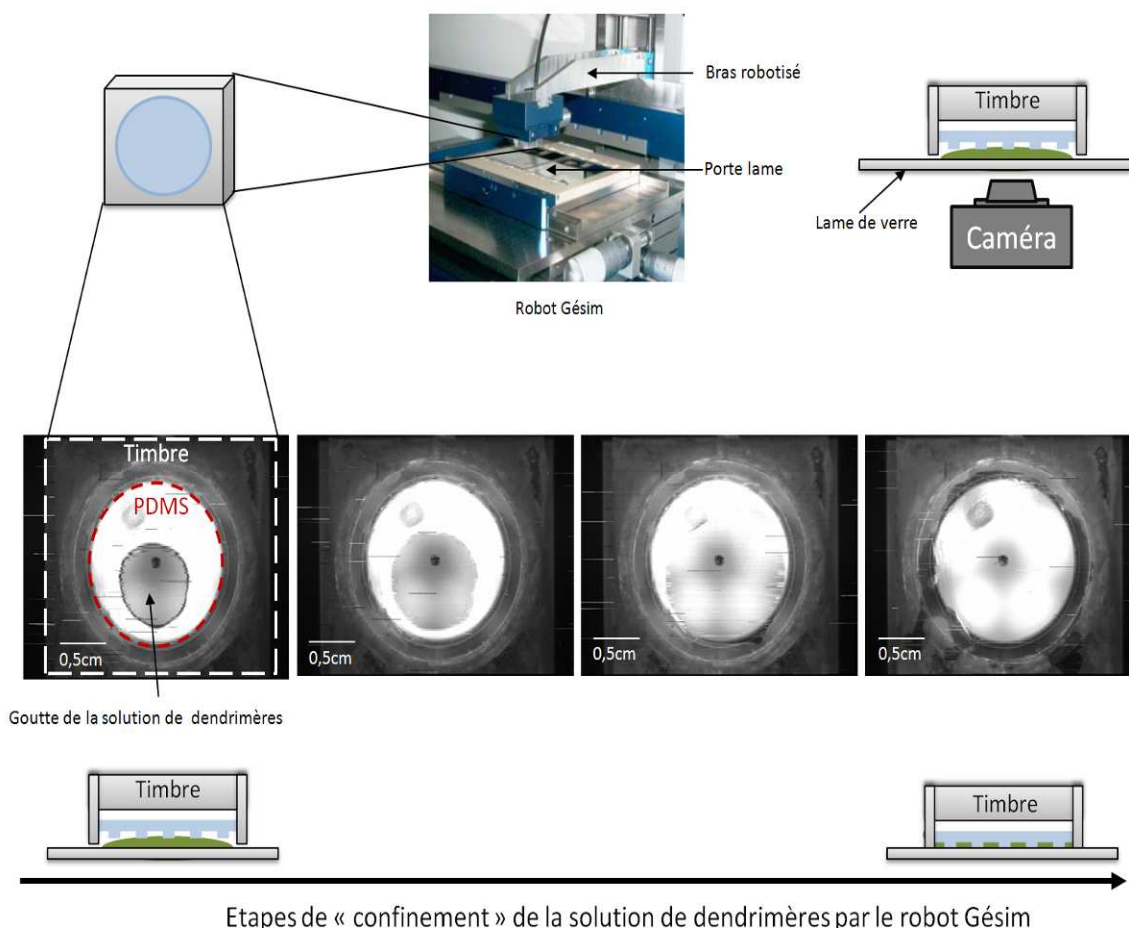 Bras robotisé
Timbre
Porte lame
Lame de verre
Caméra
Robot Gésim
Timbre
PDMS
0,5cm
0,5cm
0,5cm
0,5cm
Goutte de la solution de dendrimères
Timbre
Timbre
Etapes de « confinement » de la solution de dendrimères par le robot Gésim